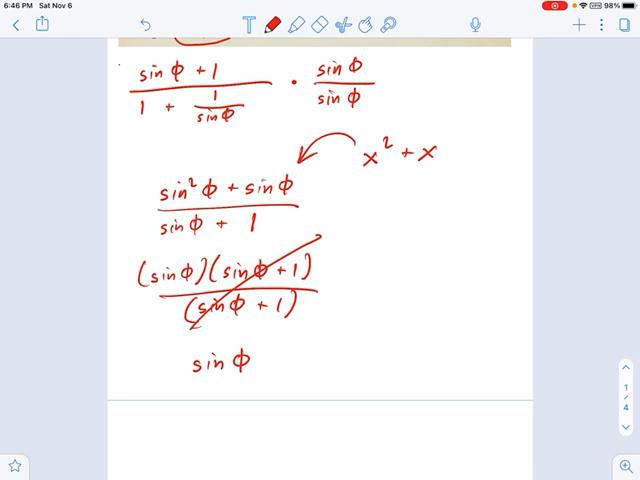 6:46 PM Sat Nov 6
VPN 98%
T
sin ϕ + 1 / 1 + 1/sin ϕ · sin ϕ / sin ϕ
x² + x
sin² ϕ + sin ϕ / sin ϕ + 1
(sin ϕ)(sin ϕ + 1) / (sin ϕ + 1)
sin ϕ
1
/
4